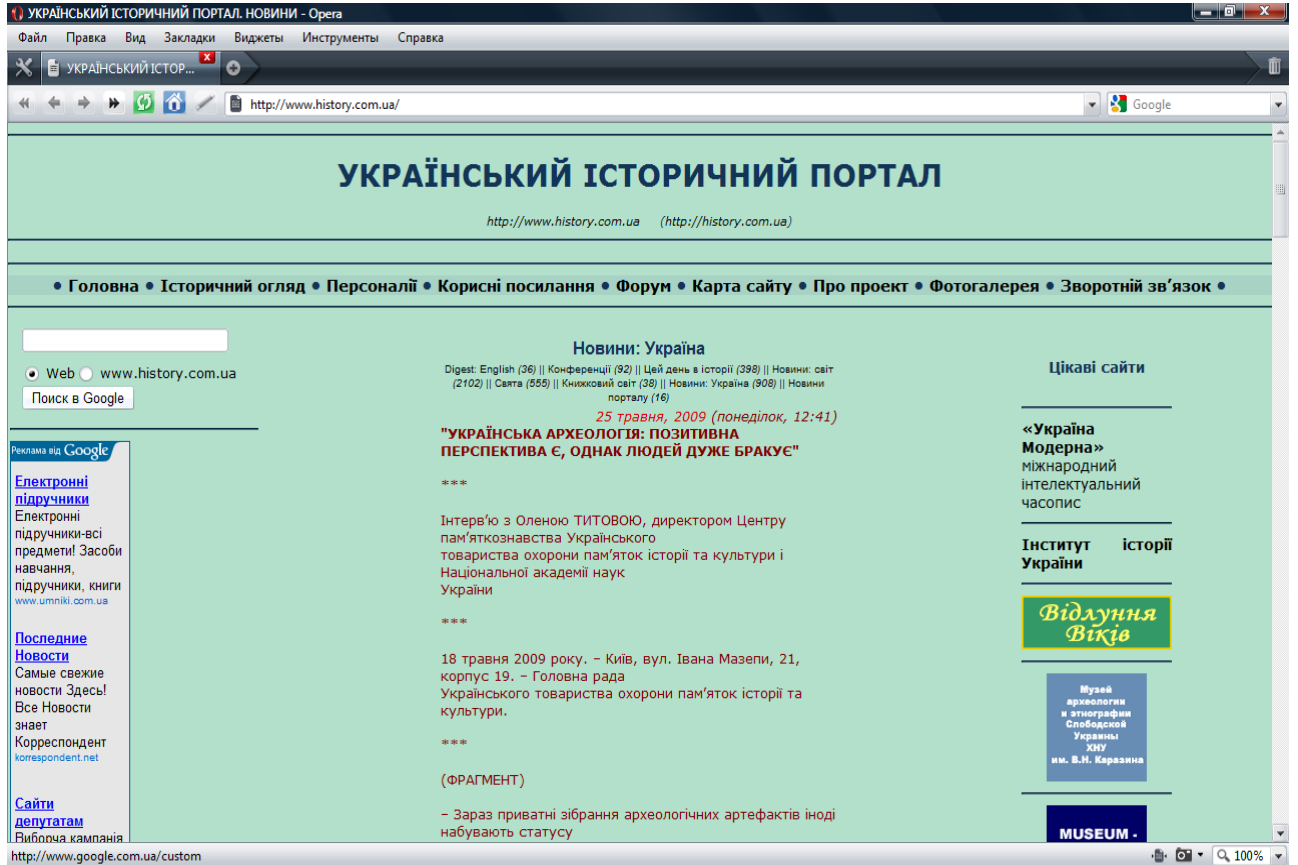 УКРАЇНСЬКИЙ ІСТОРИЧНИЙ ПОРТАЛ. НОВИНИ - Opera
Файл Правка Вид Закладки Виджеты Инструменты Справка
УКРАЇНСЬКИЙ ІСТОР...
http://www.history.com.ua/
Google
УКРАЇНСЬКИЙ ІСТОРИЧНИЙ ПОРТАЛ
http://www.history.com.ua (http://history.com.ua)
• Головна • Історичний огляд • Персоналії • Корисні посилання • Форум • Карта сайту • Про проект • Фотогалерея • Зворотній зв'язок •
Web www.history.com.ua
Поиск в Google
Реклама від Google
Електронні
підручники
Електронні
підручники-всі
предмети! Засоби
навчання,
підручники, книги
www.umniki.com.ua
Последние
Новости
Самые свежие
новости Здесь!
Все Новости
знает
Корреспондент
korrespondent.net
Сайти
депутатам
Виборча кампанія
Новини: Україна
Digest: English (36) || Конференції (92) || Цей день в історії (398) || Новини: світ
(2102) || Свята (555) || Книжковий світ (38) || Новини: Україна (908) || Новини
порталу (16)
25 травня, 2009 (понеділок, 12:41)
"УКРАЇНСЬКА АРХЕОЛОГІЯ: ПОЗИТИВНА
ПЕРСПЕКТИВА Є, ОДНАК ЛЮДЕЙ ДУЖЕ БРАКУЄ"
***
Інтерв'ю з Оленою ТИТОВОЮ, директором Центру
пам'яткознавства Українського
товариства охорони пам'яток історії та культури і
Національної академії наук
України
***
18 травня 2009 року. – Київ, вул. Івана Мазепи, 21,
корпус 19. – Головна рада
Українського товариства охорони пам'яток історії та
культури.
***
(ФРАГМЕНТ)
– Зараз приватні зібрання археологічних артефактів іноді
набувають статусу
Цікаві сайти
«Україна
Модерна»
міжнародний
інтелектуальний
часопис
Інститут історії
України
Відлуння
Віків
Музей
археологии
и этнографии
Слободской
Украины
ХНУ
им. В.Н. Каразина
MUSEUM -
http://www.google.com.ua/custom
100%